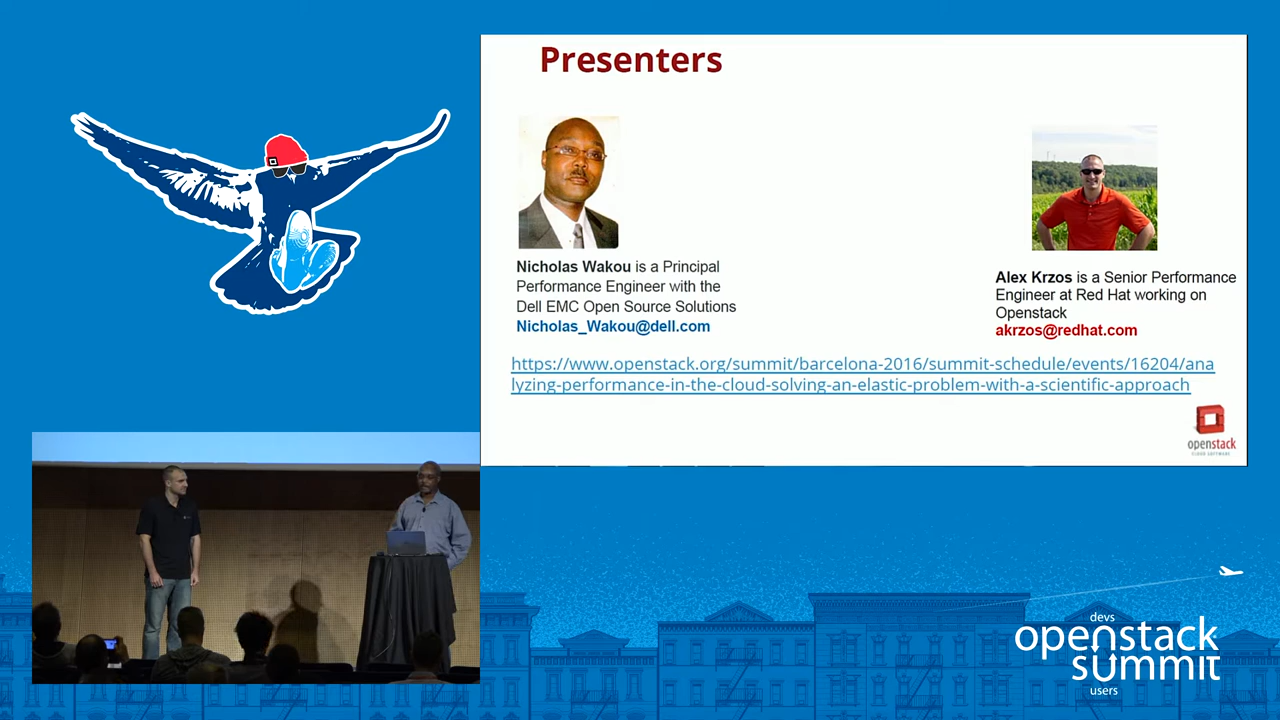 Presenters
Nicholas Wakou is a Principal
Performance Engineer with the
Dell EMC Open Source Solutions
Nicholas_Wakou@dell.com
Alex Krzos is a Senior Performance
Engineer at Red Hat working on
Openstack
akrzos@redhat.com
https://www.openstack.org/summit/barcelona-2016/summit-schedule/events/16204/ana
lyzing-performance-in-the-cloud-solving-an-elastic-problem-with-a-scientific-approach
openstack
CLOUD SOFTWARE
devs
openstack
summit
users